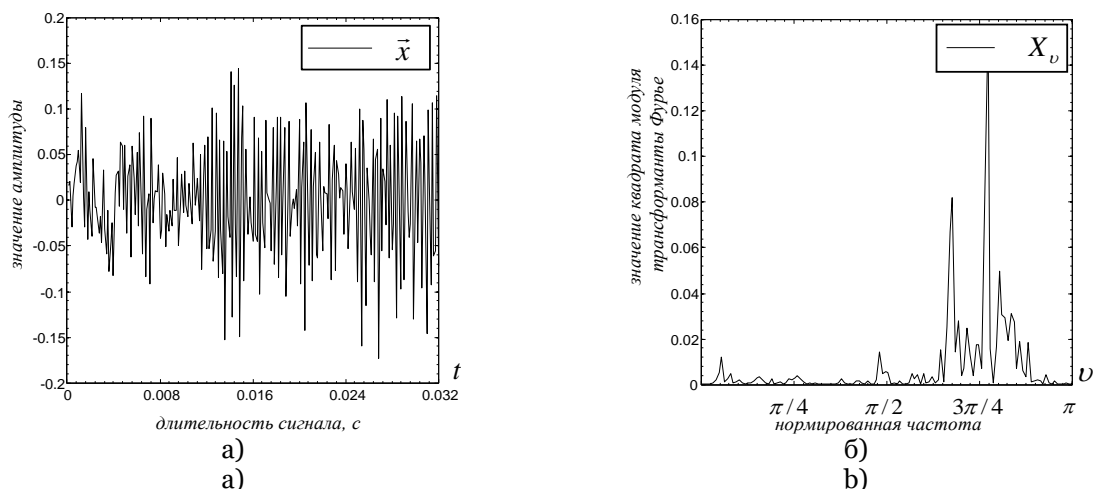 0.2
0.15
0.1
0.05
0
-0.05
-0.1
-0.15
-0.2
значение амплитуды
x⃗
0
0.008
0.016
0.024
0.032
t
длительность сигнала, с
а)
a)
0.16
0.14
0.12
0.1
0.08
0.06
0.04
0.02
0
значение квадрата модуля
трансформанты Фурье
X_υ
π / 4
π / 2
3π / 4
π
υ
нормированная частота
б)
b)